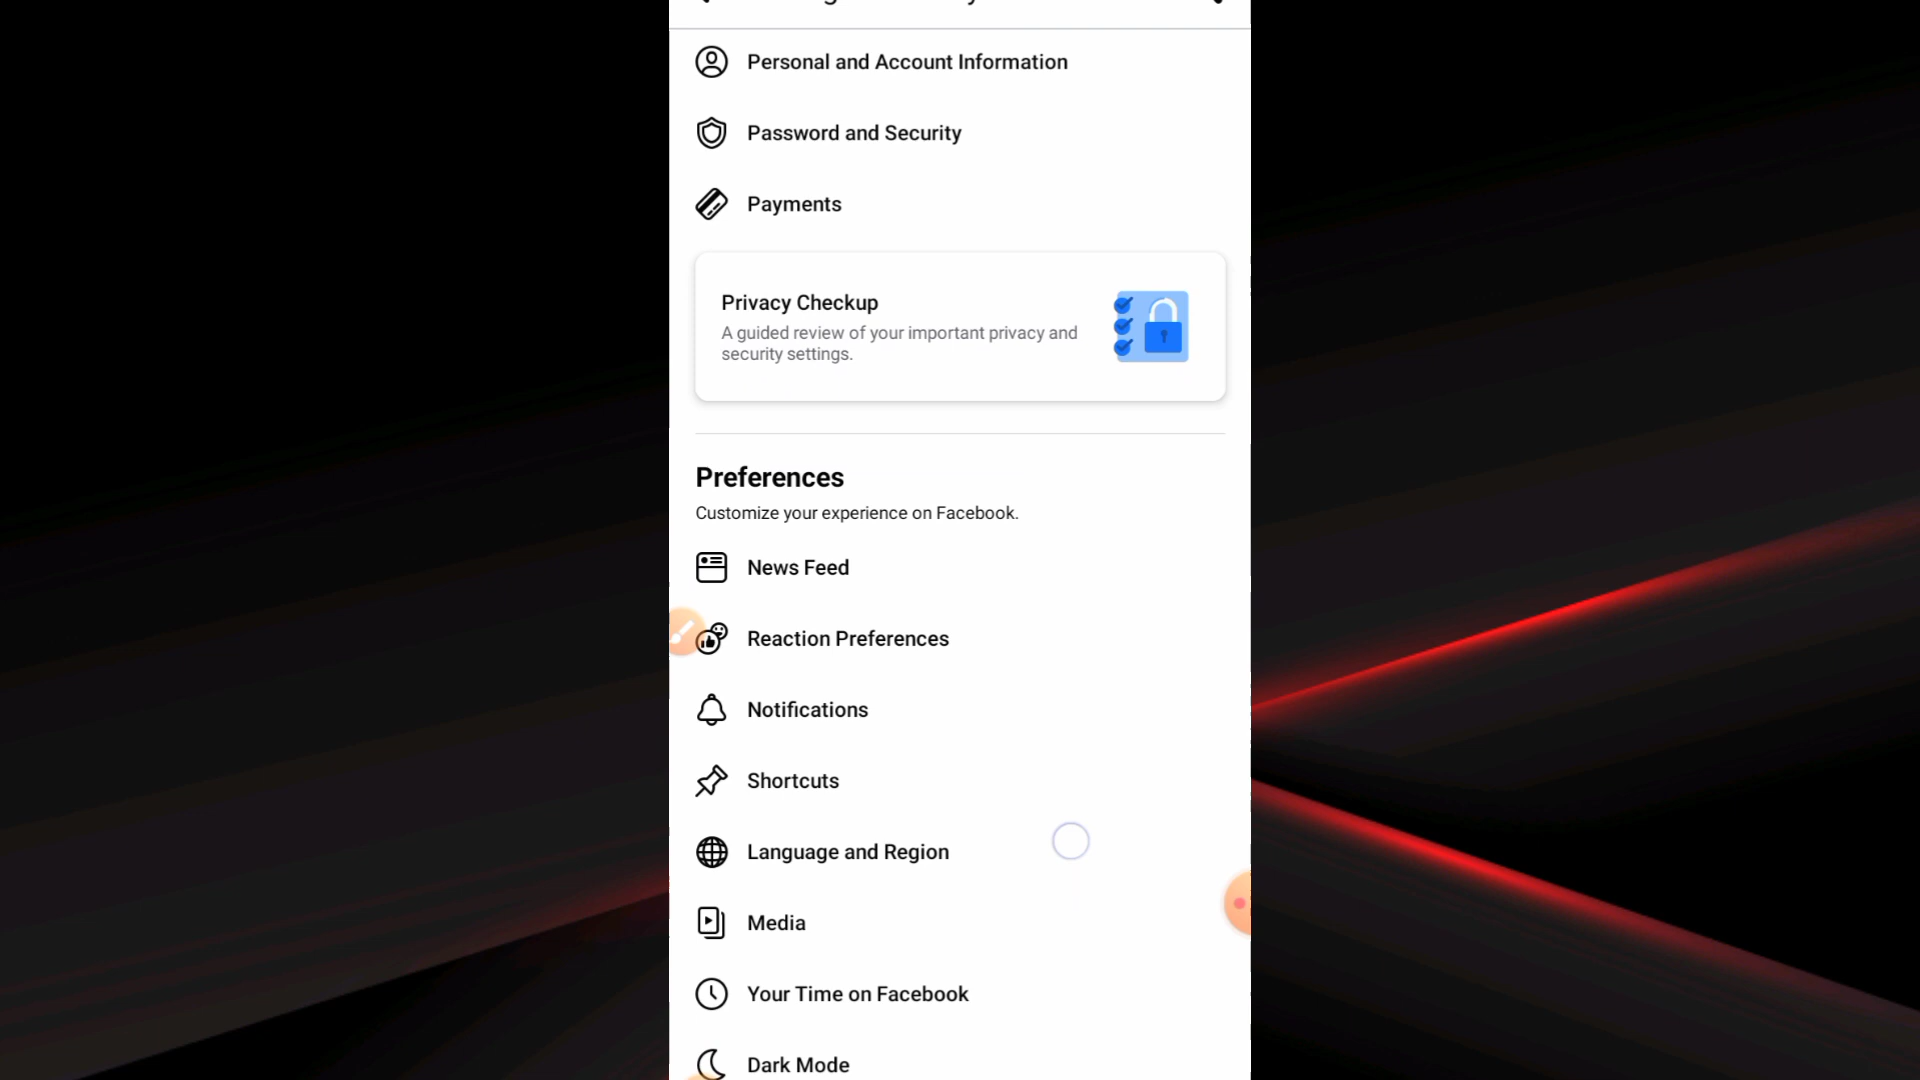 Personal and Account Information
Password and Security
Payments
Privacy Checkup
A guided review of your important privacy and
security settings.
Preferences
Customize your experience on Facebook.
News Feed
Reaction Preferences
Notifications
Shortcuts
Language and Region
Media
Your Time on Facebook
Dark Mode